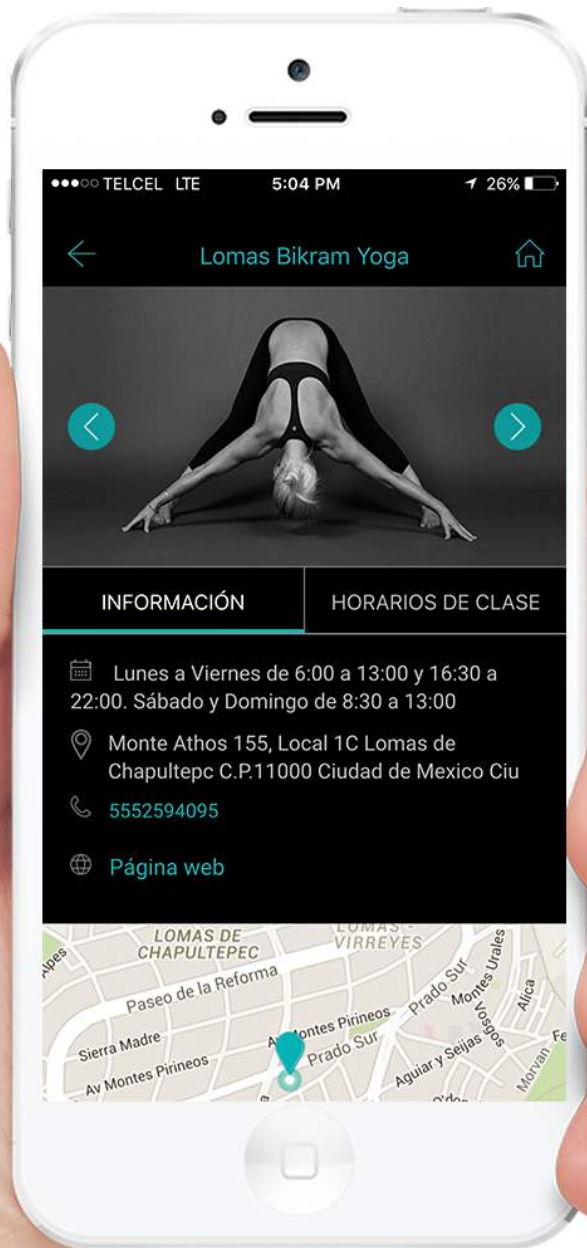 TELCEL LTE 5:04 PM 26%
Lomas Bikram Yoga
INFORMACIÓN HORARIOS DE CLASE
Lunes a Viernes de 6:00 a 13:00 y 16:30 a
22:00. Sábado y Domingo de 8:30 a 13:00
Monte Athos 155, Local 1C Lomas de
Chapultepc C.P.11000 Ciudad de Mexico Ciu
5552594095
Página web
LOMAS DE
CHAPULTEPEC
LOMAS -
VIRREYES
Paseo de la Reforma
Sierra Madre
Av Montes Pirineos
Montes Pirineos
Prado Sur
Prado Sur
Montes Urales
Vosgos
Alica
Aguiar y Seijas
Morvan